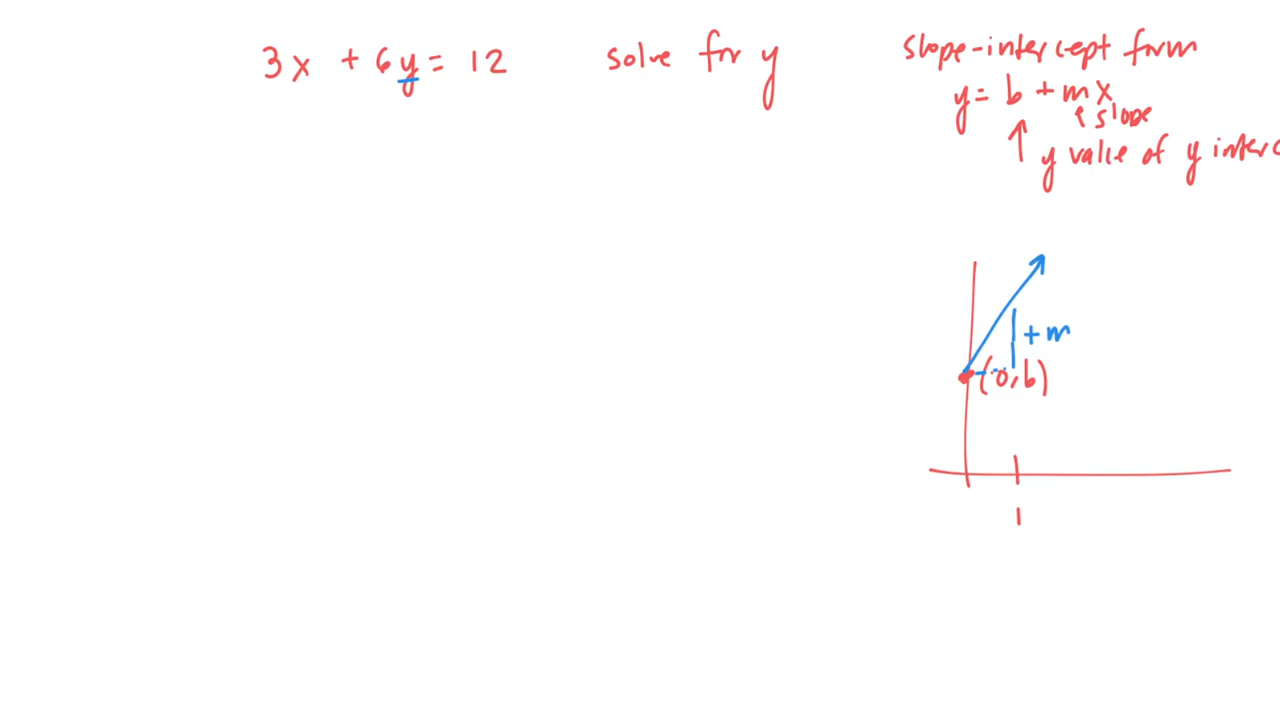 3x + 6y = 12 solve for y
slope-intercept form
y = b + mx
slope
y value of y interc
+m
(0,b)
1